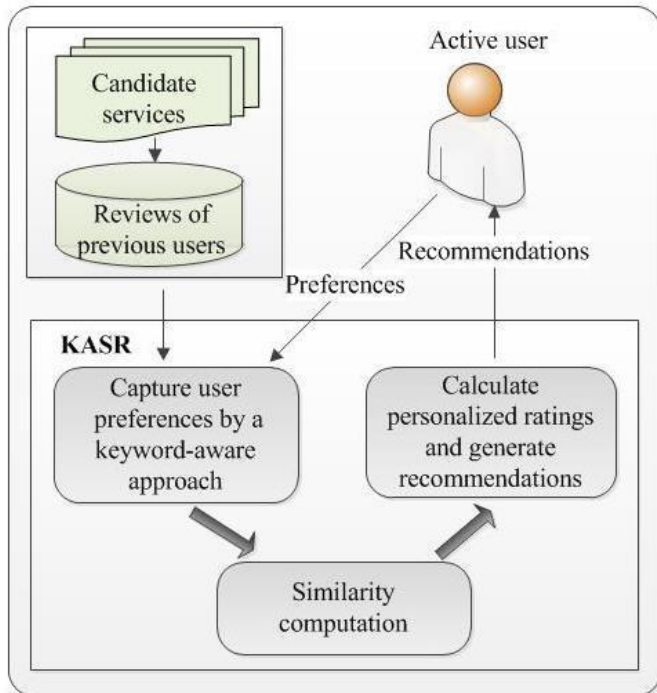 Candidate
services
Reviews of
previous users
Active user
Preferences
Recommendations
KASR
Capture user
preferences by a
keyword-aware
approach
Calculate
personalized ratings
and generate
recommendations
Similarity
computation